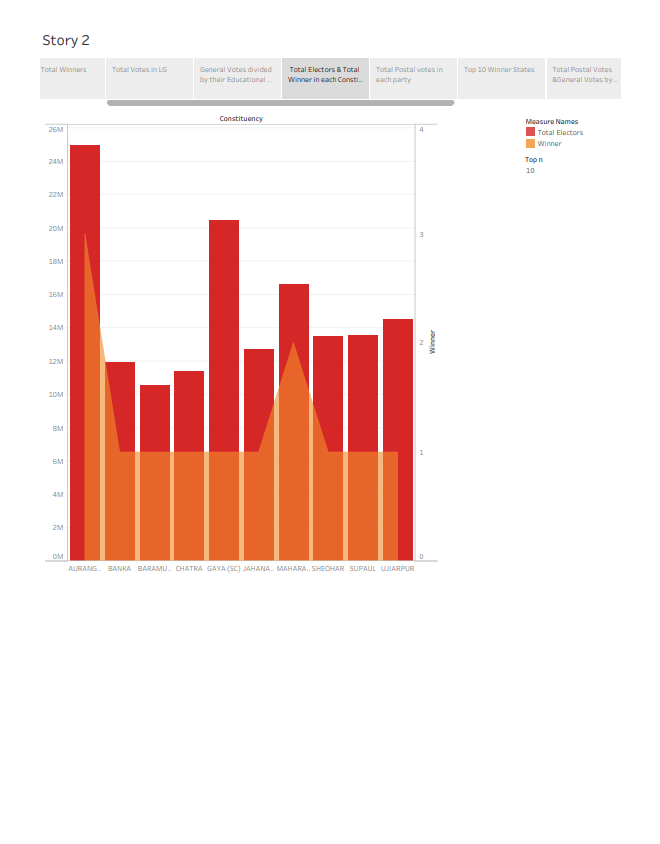 Story 2
Total Winners
Total Votes in LG
General Votes divided
by their Educational ..
Total Electors & Total
Winner in each Consti..
Total Postal votes in
each party
Top 10 Winner States
Total Postal Votes
&General Votes by ..
Constituency
26M
24M
22M
20M
18M
16M
14M
12M
10M
8M
6M
4M
2M
0M
4
3
2
1
0
Winner
AURANG.. BANKA BARAMU.. CHATRA GAYA (SC) JAHANA.. MAHARA.. SHEOHAR SUPAUL UJIARPUR
Measure Names
Total Electors
Winner
Top n
10